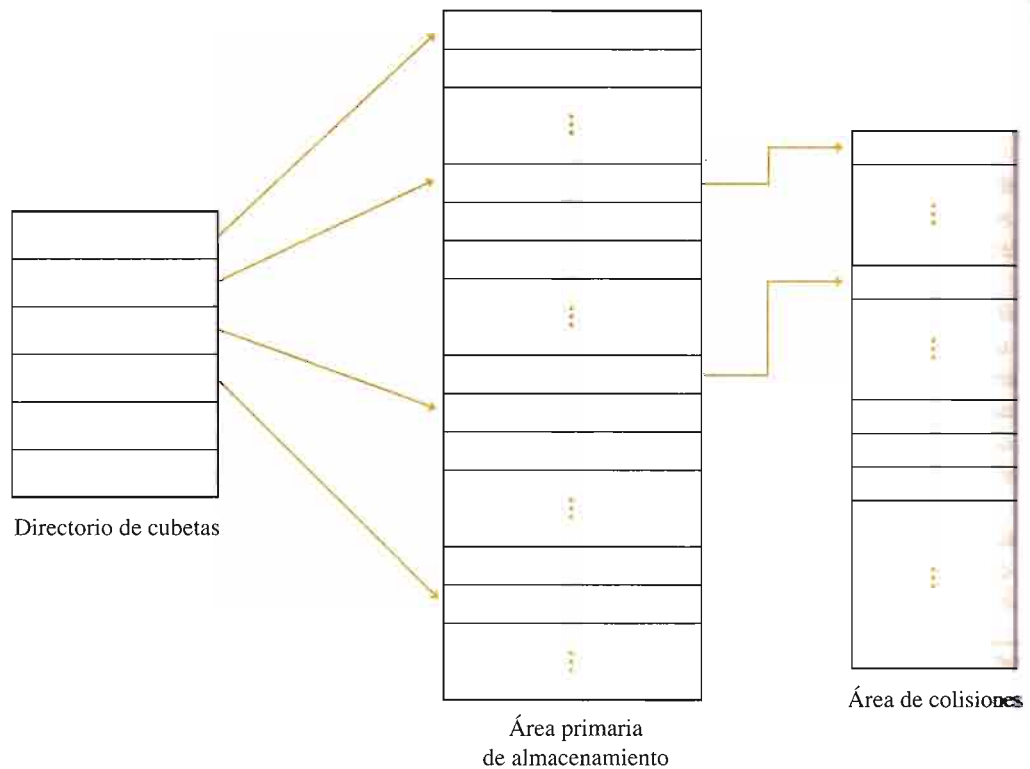 Directorio de cubetas
Área primaria
de almacenamiento
Área de colisiones